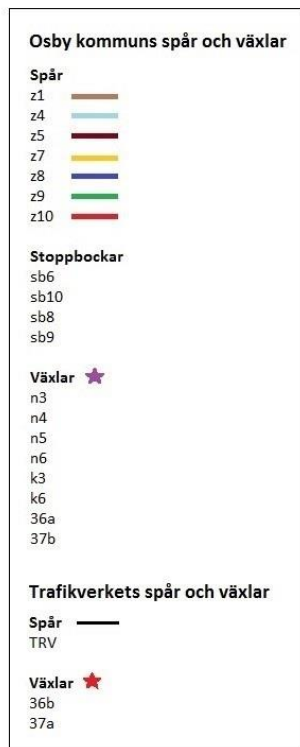 Osby kommuns spår och växlar
Spår
z1
z4
z5
z7
z8
z9
z10
Stoppbockar
sb6
sb10
sb8
sb9
Växlar
n3
n4
n5
n6
k3
k6
36a
37b
Trafikverkets spår och växlar
Spår
TRV
Växlar
36b
37a